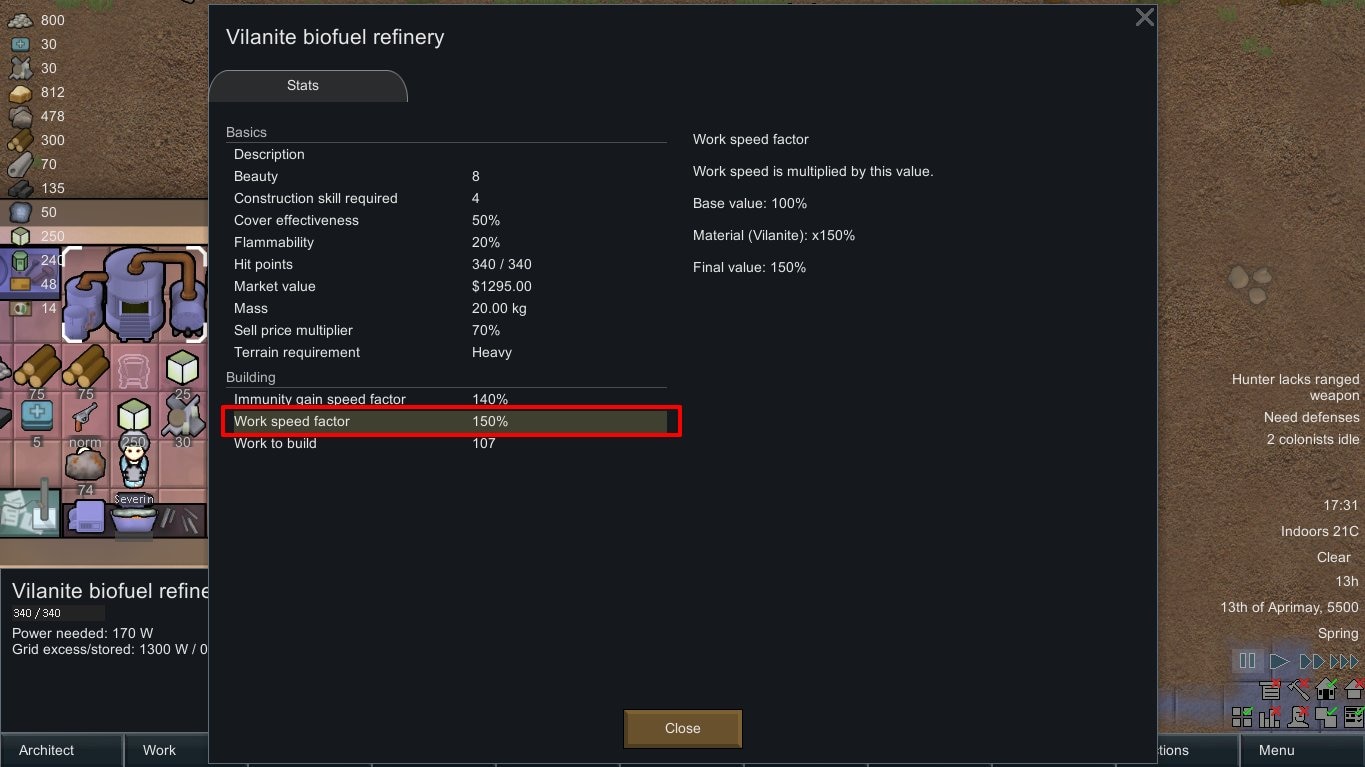 800
30
30
812
478
300
70
135
50
250
240
48
14
75
75
25
5
norm
250
30
74
Severin
Vilanite biofuel refinery
Stats
Basics
Description
Beauty 8
Construction skill required 4
Cover effectiveness 50%
Flammability 20%
Hit points 340 / 340
Market value $1295.00
Mass 20.00 kg
Sell price multiplier 70%
Terrain requirement Heavy
Building
Immunity gain speed factor 140%
Work speed factor 150%
Work to build 107
Work speed factor
Work speed is multiplied by this value.
Base value: 100%
Material (Vilanite): x150%
Final value: 150%
Close
Hunter lacks ranged
weapon
Need defenses
2 colonists idle
17:31
Indoors 21C
Clear
13h
13th of Aprimay, 5500
Spring
Vilanite biofuel refine
340 / 340
Power needed: 170 W
Grid excess/stored: 1300 W / 0
Architect
Work
ctions
Menu